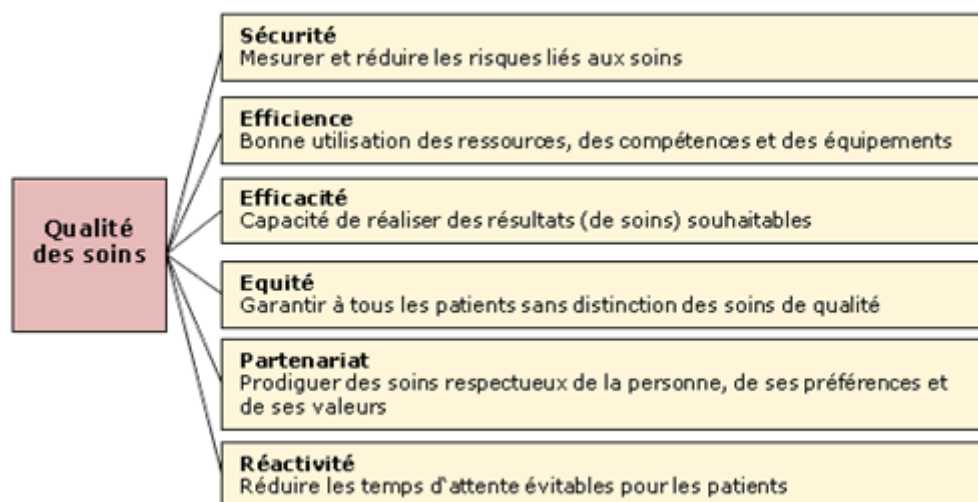 Sécurité
Mesurer et réduire les risques liés aux soins
Efficience
Bonne utilisation des ressources, des compétences et des équipements
Efficacité
Capacité de réaliser des résultats (de soins) souhaitables
Qualité
des soins
Equité
Garantir à tous les patients sans distinction des soins de qualité
Partenariat
Prodiguer des soins respectueux de la personne, de ses préférences et
de ses valeurs
Réactivité
Réduire les temps d'attente évitables pour les patients